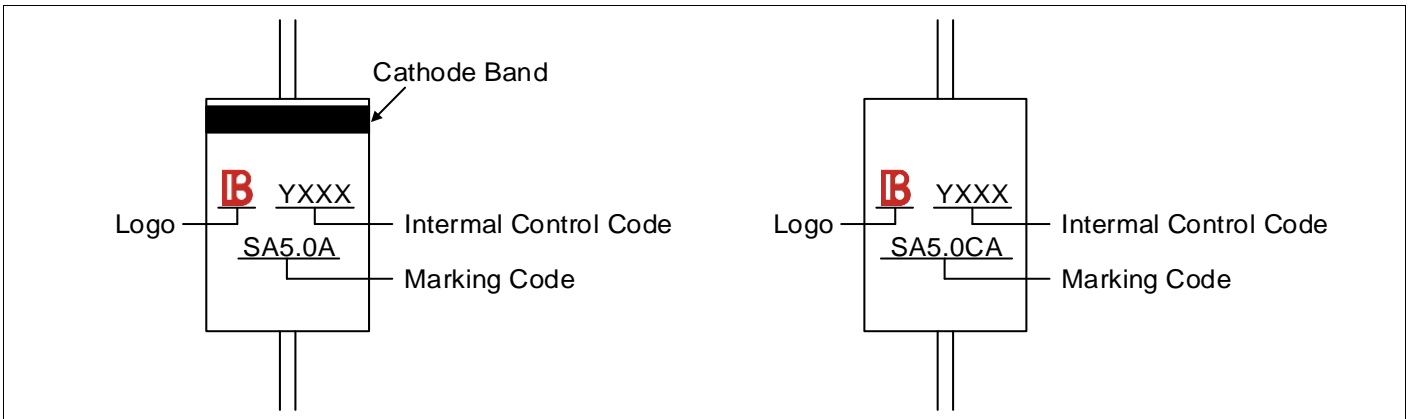 Cathode Band
B YXXX
Logo
Intermal Control Code
SA5.0A
Marking Code
B YXXX
Logo
Intermal Control Code
SA5.0CA
Marking Code